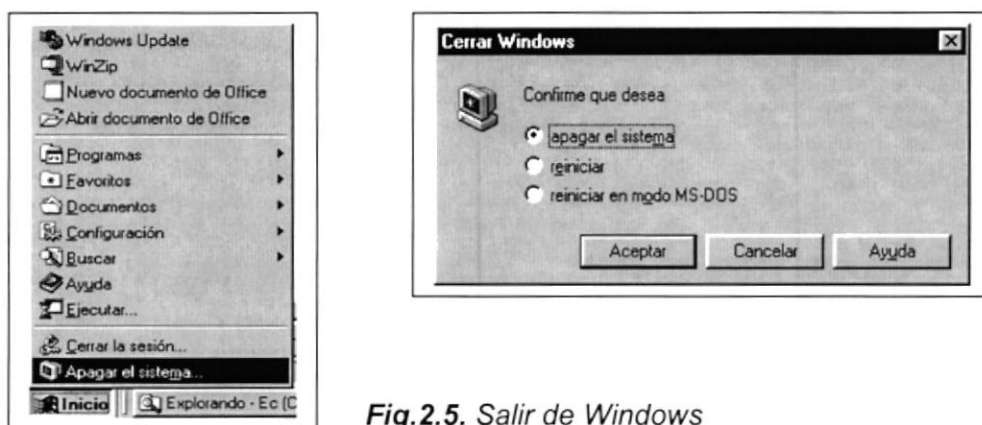 Windows Update
WinZip
Nuevo documento de Office
Abrir documento de Office
Programas
Favoritos
Documentos
Configuración
Buscar
Ayuda
Ejecutar...
Cerrar la sesión...
Apagar el sistema...
Inicio
Explorando - Ec (C
Cerrar Windows
Confirme que desea
apagar el sistema
reiniciar
reiniciar en modo MS-DOS
Aceptar
Cancelar
Ayuda
Fig.2.5. Salir de Windows